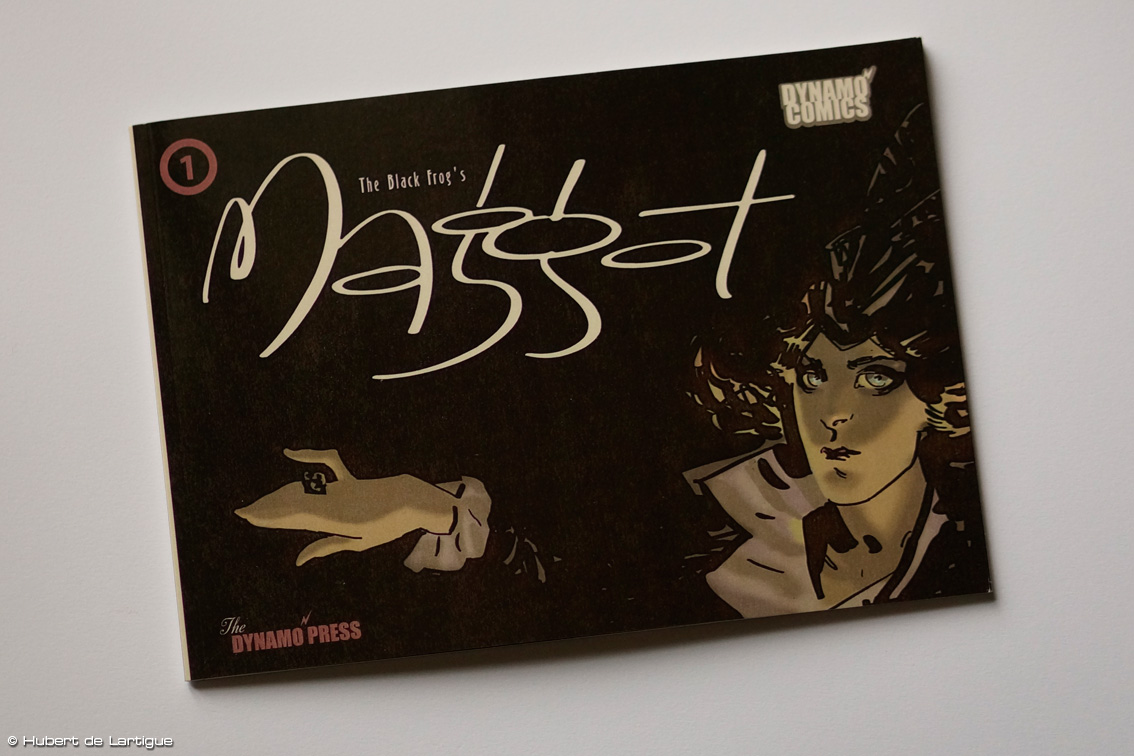 DYNAMO
COMICS
1
The Black Frog's
Maggot
The
DYNAMO PRESS
© Hubert de Lartigue